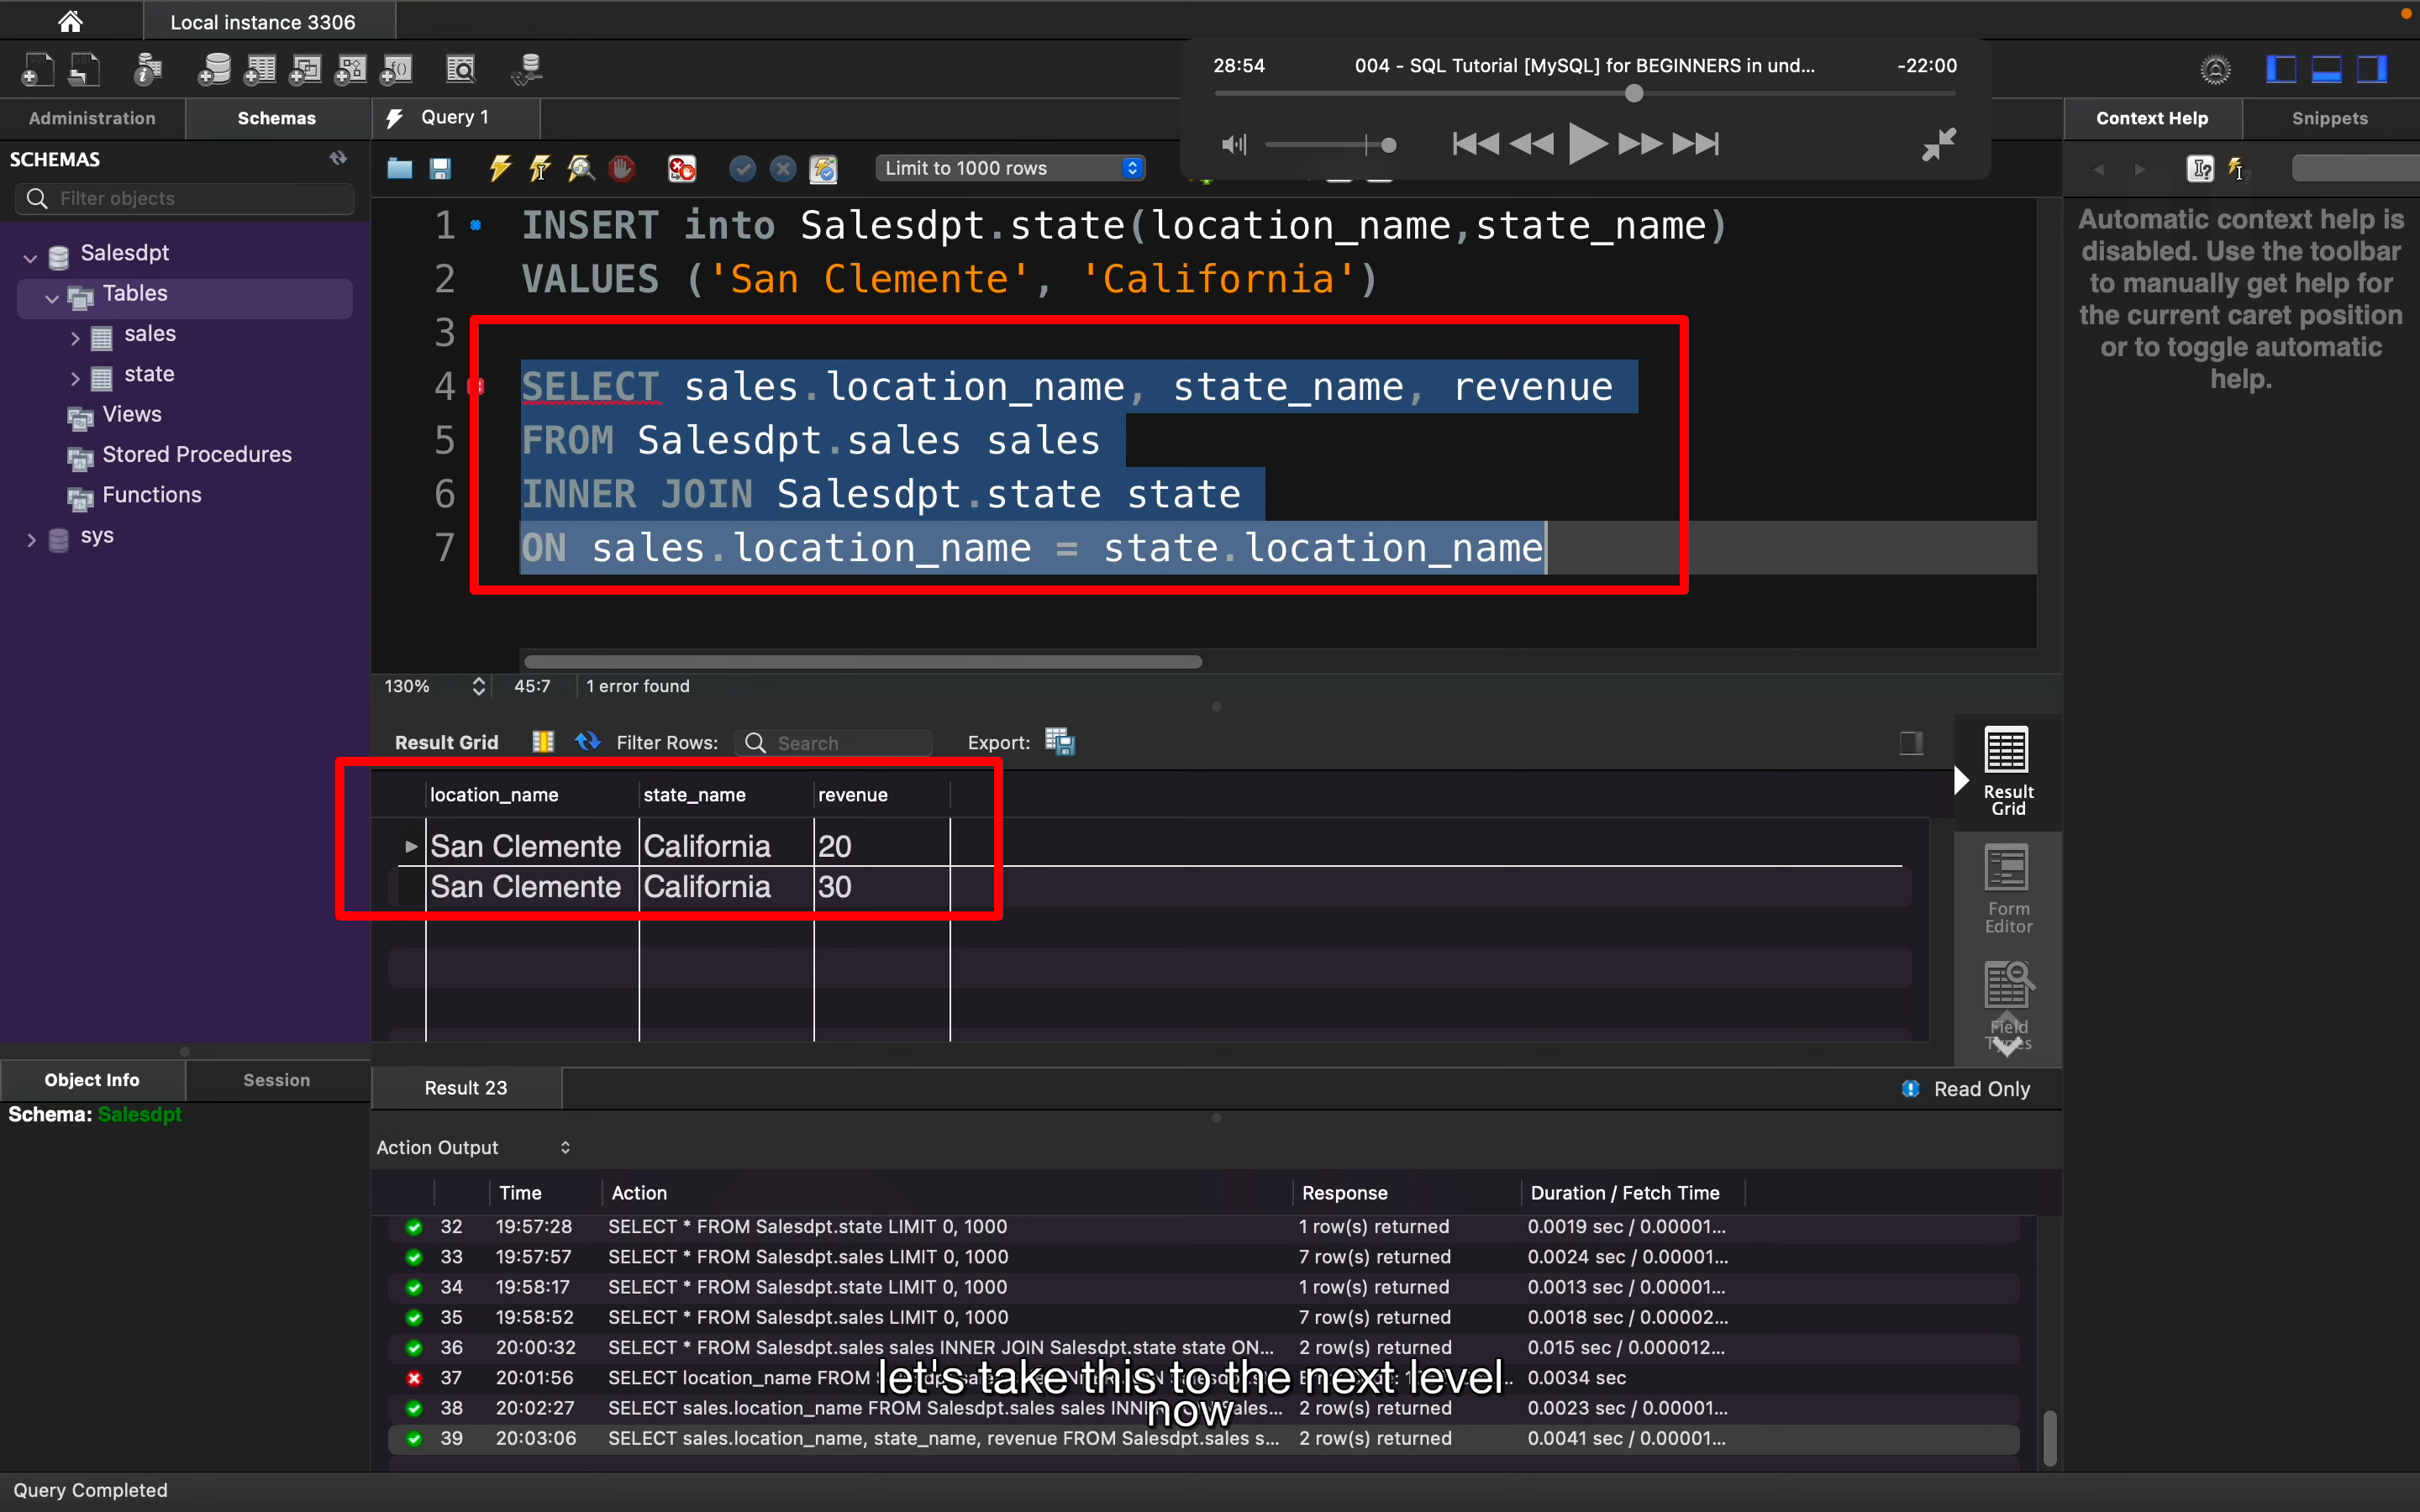 Local instance 3306
28:54 004 - SQL Tutorial [MySQL] for BEGINNERS in und... -22:00
Administration Schemas
Query 1
Context Help Snippets
SCHEMAS
Limit to 1000 rows
Filter objects
Salesdpt
Tables
sales
state
Views
Stored Procedures
Functions
sys
1 INSERT into Salesdpt.state(location_name,state_name)
2 VALUES ('San Clemente', 'California')
3
4 SELECT sales.location_name, state_name, revenue
5 FROM Salesdpt.sales sales
6 INNER JOIN Salesdpt.state state
7 ON sales.location_name = state.location_name
Automatic context help is
disabled. Use the toolbar
to manually get help for
the current caret position
or to toggle automatic
help.
130% 45:7 1 error found
Result Grid Filter Rows: Search Export:
location_name state_name revenue
San Clemente California 20
San Clemente California 30
Result
Grid
Form
Editor
Field
Types
Object Info Session
Result 23
Read Only
Schema: Salesdpt
Action Output
Time Action Response Duration / Fetch Time
32 19:57:28 SELECT * FROM Salesdpt.state LIMIT 0, 1000 1 row(s) returned 0.0019 sec / 0.00001...
33 19:57:57 SELECT * FROM Salesdpt.sales LIMIT 0, 1000 7 row(s) returned 0.0024 sec / 0.00001...
34 19:58:17 SELECT * FROM Salesdpt.state LIMIT 0, 1000 1 row(s) returned 0.0013 sec / 0.00001...
35 19:58:52 SELECT * FROM Salesdpt.sales LIMIT 0, 1000 7 row(s) returned 0.0018 sec / 0.00002...
36 20:00:32 SELECT * FROM Salesdpt.sales sales INNER JOIN Salesdpt.state state ON... 2 row(s) returned 0.015 sec / 0.000012...
37 20:01:56 SELECT location_name FROM 0.0034 sec
let's take this to the next level
now
38 20:02:27 SELECT sales.location_name FROM Salesdpt.sales sales 2 row(s) returned 0.0023 sec / 0.00001...
39 20:03:06 SELECT sales.location_name, state_name, revenue FROM Salesdpt.sales s... 2 row(s) returned 0.0041 sec / 0.00001...
Query Completed